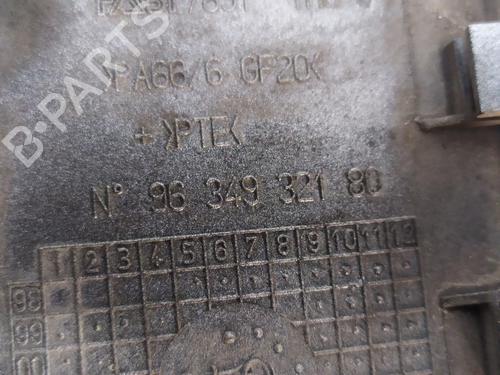 PA66/6 GF20<
+ >PTE<
N° 96 349 321 80
1 2 3 4 5 6 7 8 9 10 11 12
98
99
00
B-PARTS